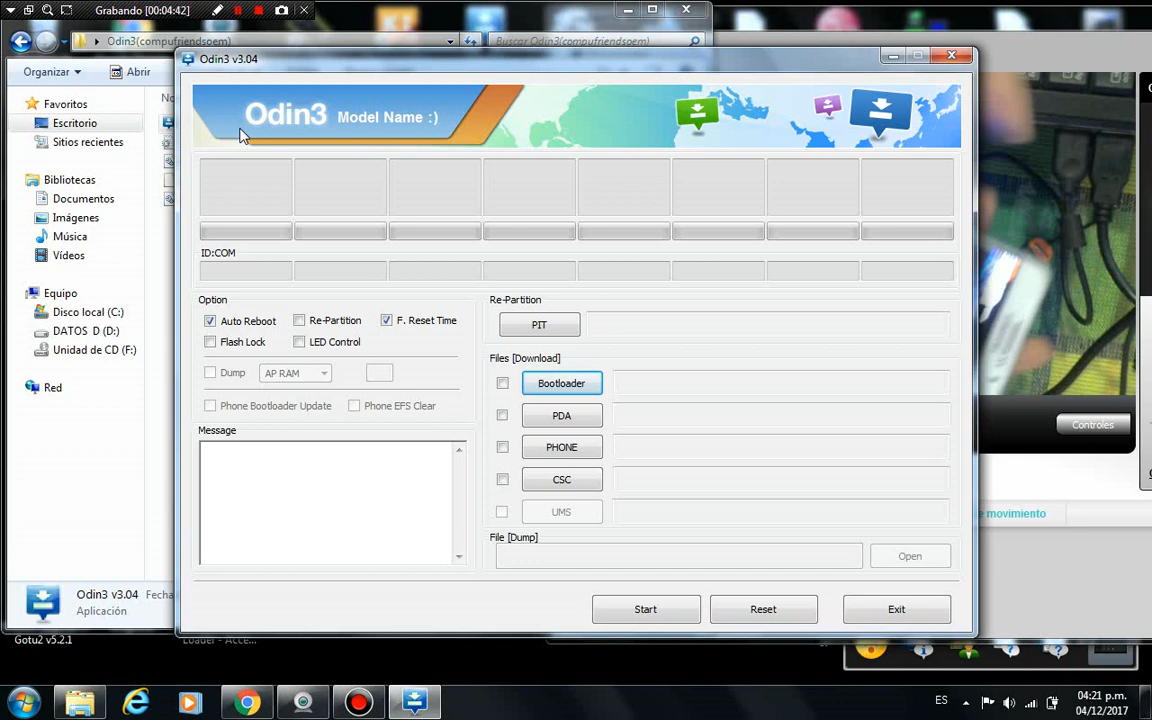 Grabando [00:04:42]
Odin3(compufriendsoem)
Buscar Odin3(compufriendsoem)
Organizar
Abrir
Favoritos
Escritorio
Sitios recientes
Bibliotecas
Documentos
Imágenes
Música
Vídeos
Equipo
Disco local (C:)
DATOS D (D:)
Unidad de CD (F:)
Red
Odin3 v3.04
Odin3 Model Name :)
ID:COM
Option
Auto Reboot
Re-Partition
F. Reset Time
Flash Lock
LED Control
Dump
AP RAM
Phone Bootloader Update
Phone EFS Clear
Message
Re-Partition
PIT
Files [Download]
Bootloader
PDA
PHONE
CSC
UMS
File [Dump]
Open
Start
Reset
Exit
Controles
e movimiento
Odin3 v3.04 Fecha
Aplicación
Gotu2 v5.2.1
Loader - Acce...
ES
04:21 p.m.
04/12/2017